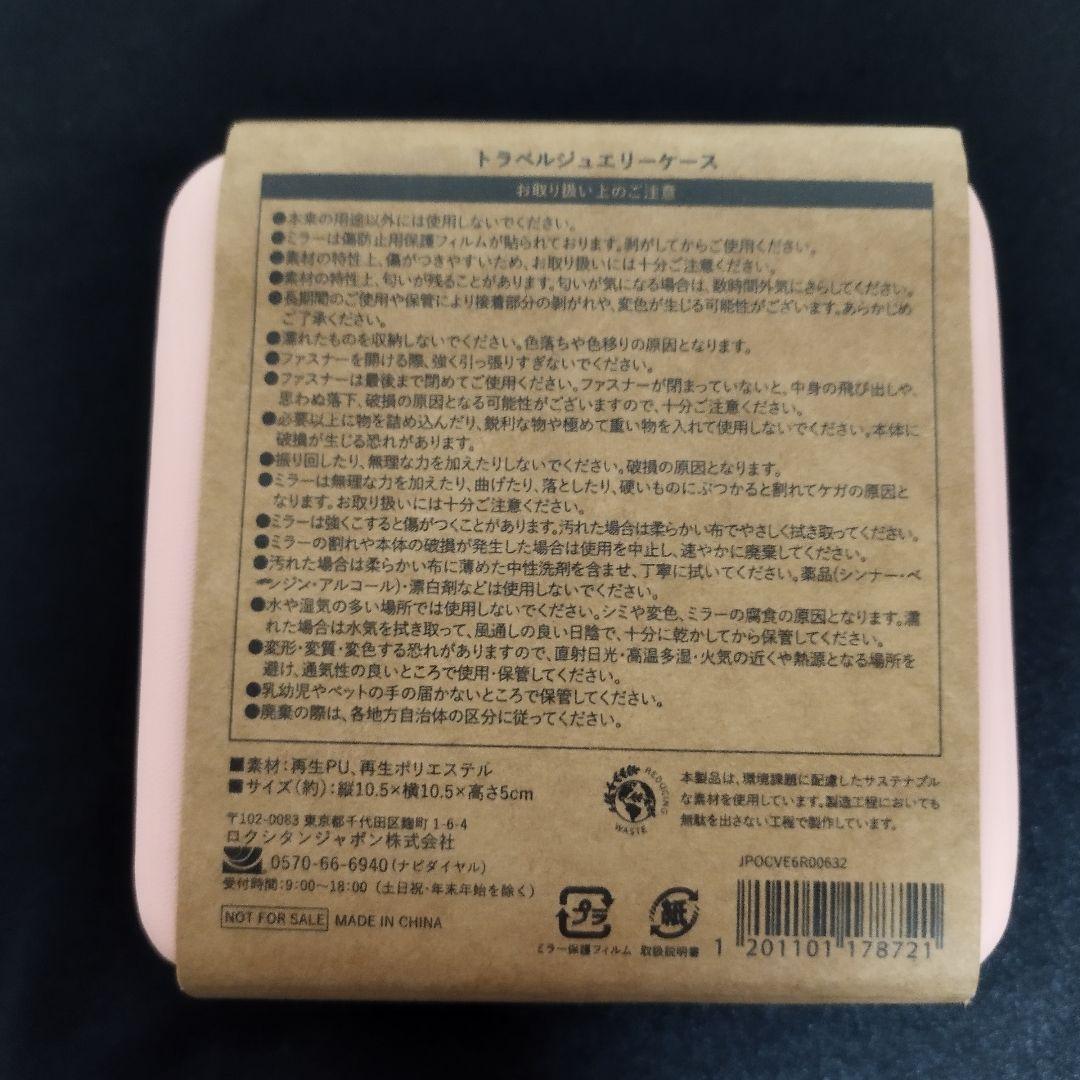 トラベルジュエリーケース
お取り扱い上のご注意
●本来の用途以外には使用しないでください。
●ミラーは傷防止用保護フィルムが貼られております。剥がしてからご使用ください。
●素材の特性上、傷がつきやすいため、お取り扱いには十分ご注意ください。
●素材の特性上、匂いが残ることがあります。匂いが気になる場合は、数時間外気にさらしてください。
●長期間のご使用や保管により接着部分の剥がれや、変色が生じる可能性がございます。あらかじめ
ご了承ください。
●濡れたものを収納しないでください。色落ちや色移りの原因となります。
●ファスナーを開ける際、強く引っ張りすぎないでください。
●ファスナーは最後まで閉めてご使用ください。ファスナーが閉まっていないと、中身の飛び出しや、
思わぬ落下、破損の原因となる可能性がございますので、十分ご注意ください。
●必要以上に物を詰め込んだり、鋭利な物や極めて重い物を入れて使用しないでください。本体に
破損が生じる恐れがあります。
●振り回したり、無理な力を加えたりしないでください。破損の原因となります。
●ミラーは無理な力を加えたり、曲げたり、落としたり、硬いものにぶつかると割れてケガの原因と
なります。お取り扱いには十分ご注意ください。
●ミラーは強くこすると傷がつくことがあります。汚れた場合は柔らかい布でやさしく拭き取ってください。
●ミラーの割れや本体の破損が発生した場合は使用を中止し、速やかに廃棄してください。
●汚れた場合は柔らかい布に薄めた中性洗剤を含ませ、丁寧に拭いてください。薬品(シンナー・ベ
ンジン・アルコール)・漂白剤などは使用しないでください。
●水や湿気の多い場所では使用しないでください。シミや変色、ミラーの腐食の原因となります。濡
れた場合は水気を拭き取って、風通しの良い日陰で、十分に乾かしてから保管してください。
●変形・変質・変色する恐れがありますので、直射日光・高温多湿・火気の近くや熱源となる場所を
避け、通気性の良いところで使用・保管してください。
●乳幼児やペットの手の届かないところで保管してください。
●廃棄の際は、各地方自治体の区分に従ってください。
■素材：再生PU、再生ポリエステル
■サイズ(約)：縦10.5×横10.5×高さ5cm
〒102-0083 東京都千代田区麹町 1-6-4
ロクシタンジャポン株式会社
0570-66-6940(ナビダイヤル)
受付時間：9:00〜18:00 (土日祝・年末年始を除く)
NOT FOR SALE MADE IN CHINA
REDUCING
WASTE
本製品は、環境課題に配慮したサステナブル
な素材を使用しています。製造工程においても
無駄を出さない工程で製作しています。
JPOCVE6R00632
プラ
ミラー保護フィルム
紙
取扱説明書
1 201101 178721